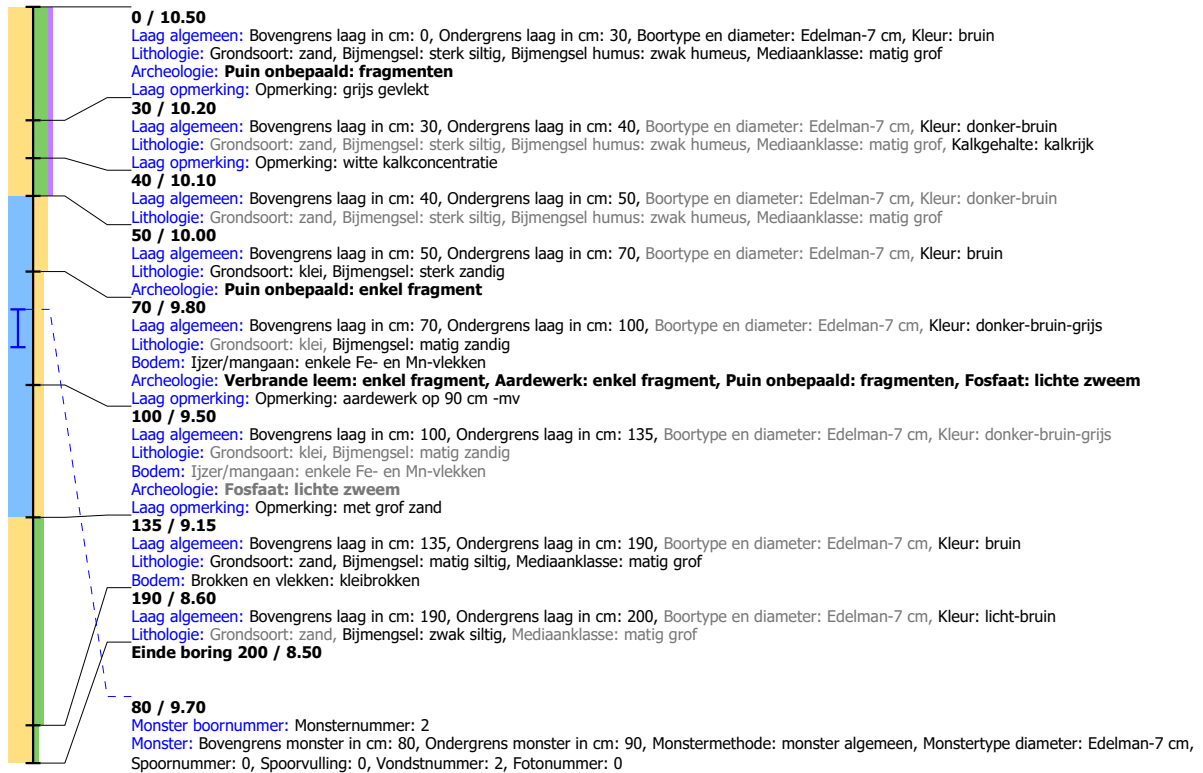 0 / 10.50
Laag algemeen: Bovengrens laag in cm: 0, Ondergrens laag in cm: 30, Boortype en diameter: Edelman-7 cm, Kleur: bruin
Lithologie: Grondsoort: zand, Bijmengsel: sterk siltig, Bijmengsel humus: zwak humeus, Mediaanklasse: matig grof
Archeologie: Puin onbepaald: fragmenten
Laag opmerking: Opmerking: grijs gevlekt
30 / 10.20
Laag algemeen: Bovengrens laag in cm: 30, Ondergrens laag in cm: 40, Boortype en diameter: Edelman-7 cm, Kleur: donker-bruin
Lithologie: Grondsoort: zand, Bijmengsel: sterk siltig, Bijmengsel humus: zwak humeus, Mediaanklasse: matig grof, Kalkgehalte: kalkrijk
Laag opmerking: Opmerking: witte kalkconcentratie
40 / 10.10
Laag algemeen: Bovengrens laag in cm: 40, Ondergrens laag in cm: 50, Boortype en diameter: Edelman-7 cm, Kleur: donker-bruin
Lithologie: Grondsoort: zand, Bijmengsel: sterk siltig, Bijmengsel humus: zwak humeus, Mediaanklasse: matig grof
50 / 10.00
Laag algemeen: Bovengrens laag in cm: 50, Ondergrens laag in cm: 70, Boortype en diameter: Edelman-7 cm, Kleur: bruin
Lithologie: Grondsoort: klei, Bijmengsel: sterk zandig
Archeologie: Puin onbepaald: enkel fragment
70 / 9.80
Laag algemeen: Bovengrens laag in cm: 70, Ondergrens laag in cm: 100, Boortype en diameter: Edelman-7 cm, Kleur: donker-bruin-grijs
Lithologie: Grondsoort: klei, Bijmengsel: matig zandig
Bodem: Ijzer/mangaan: enkele Fe- en Mn-vlekken
Archeologie: Verbrande leem: enkel fragment, Aardewerk: enkel fragment, Puin onbepaald: fragmenten, Fosfaat: lichte zweem
Laag opmerking: Opmerking: aardewerk op 90 cm -mv
100 / 9.50
Laag algemeen: Bovengrens laag in cm: 100, Ondergrens laag in cm: 135, Boortype en diameter: Edelman-7 cm, Kleur: donker-bruin-grijs
Lithologie: Grondsoort: klei, Bijmengsel: matig zandig
Bodem: Ijzer/mangaan: enkele Fe- en Mn-vlekken
Archeologie: Fosfaat: lichte zweem
Laag opmerking: Opmerking: met grof zand
135 / 9.15
Laag algemeen: Bovengrens laag in cm: 135, Ondergrens laag in cm: 190, Boortype en diameter: Edelman-7 cm, Kleur: bruin
Lithologie: Grondsoort: zand, Bijmengsel: matig siltig, Mediaanklasse: matig grof
Bodem: Brokken en vlekken: kleibrokken
190 / 8.60
Laag algemeen: Bovengrens laag in cm: 190, Ondergrens laag in cm: 200, Boortype en diameter: Edelman-7 cm, Kleur: licht-bruin
Lithologie: Grondsoort: zand, Bijmengsel: zwak siltig, Mediaanklasse: matig grof
Einde boring 200 / 8.50
80 / 9.70
Monster boornummer: Monsternummer: 2
Monster: Bovengrens monster in cm: 80, Ondergrens monster in cm: 90, Monstermethode: monster algemeen, Monstertype diameter: Edelman-7 cm,
Spoornummer: 0, Spoorvulling: 0, Vondstnummer: 2, Fotonummer: 0